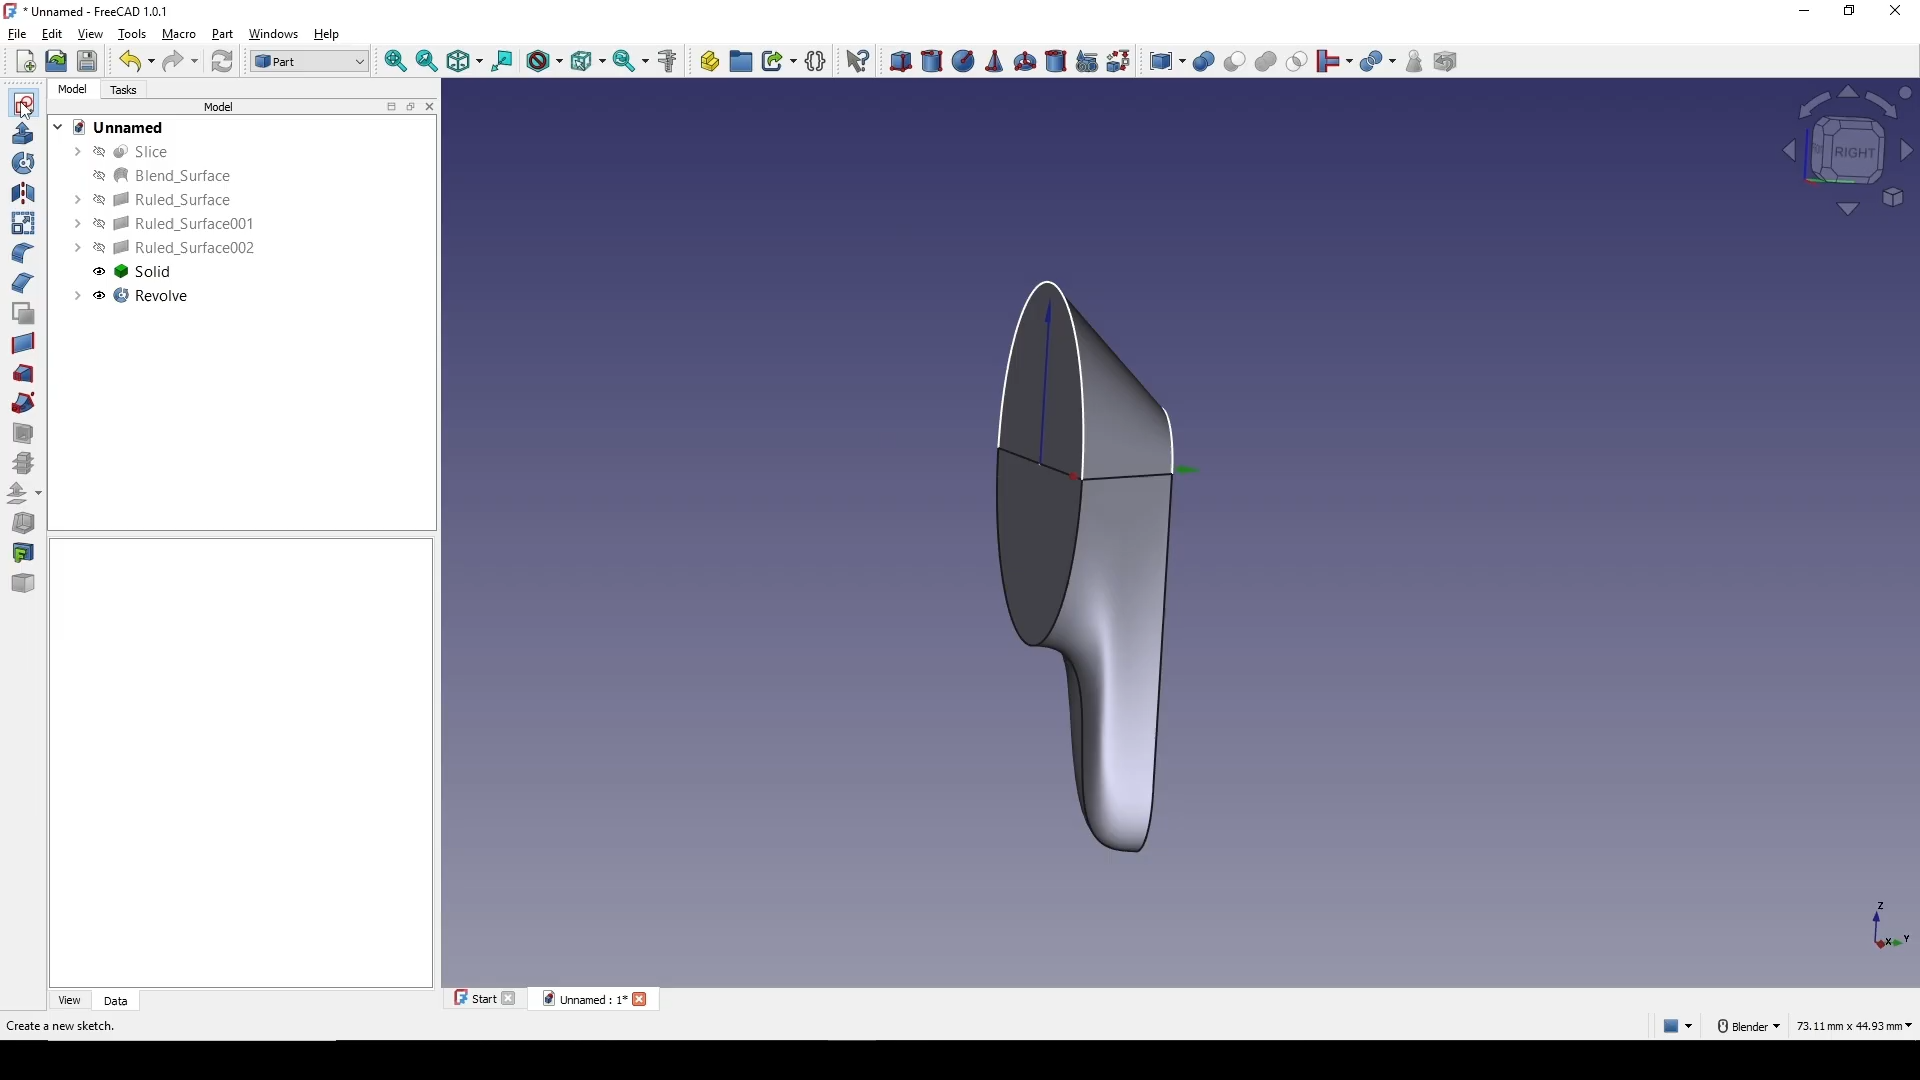 * Unnamed - FreeCAD 1.0.1
File Edit View Tools Macro Part Windows Help
Part
Model Tasks
Model
Unnamed
Slice
Blend_Surface
Ruled_Surface
Ruled_Surface001
Ruled_Surface002
Solid
Revolve
RIGHT
Z
X
Y
View Data
Start
Unnamed : 1*
Create a new sketch.
Blender
73.11 mm x 44.93 mm